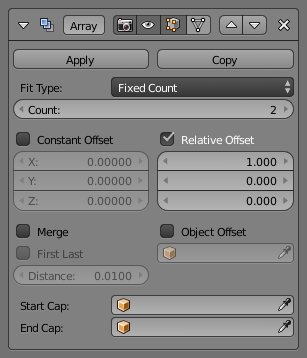 Array
Apply Copy
Fit Type: Fixed Count
Count: 2
Constant Offset Relative Offset
X: 0.00000 1.000
Y: 0.00000 0.000
Z: 0.00000 0.000
Merge Object Offset
First Last
Distance: 0.0100
Start Cap:
End Cap: